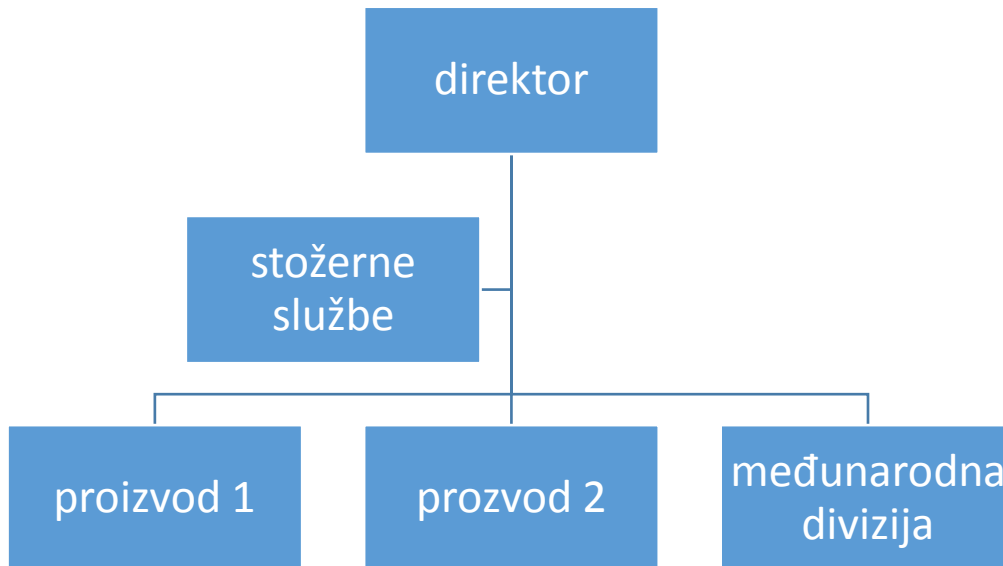 direktor
stožerne
službe
proizvod 1
prozvod 2
međunarodna
divizija